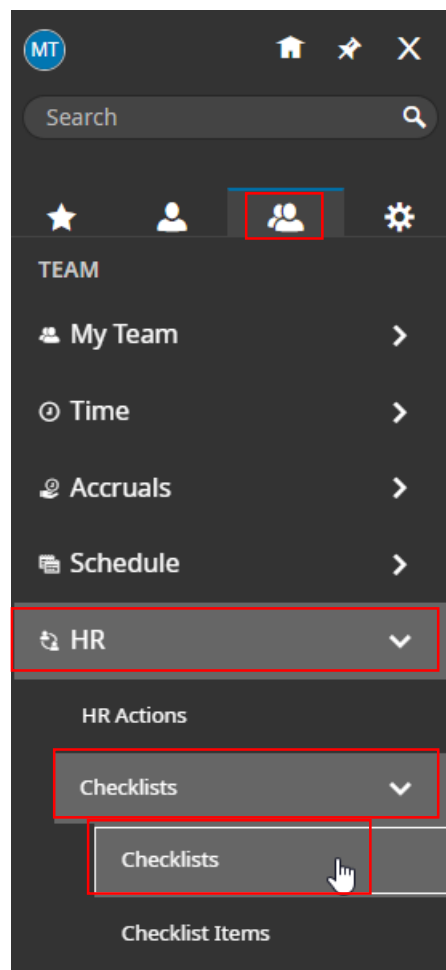 MT
Search
TEAM
My Team
Time
Accruals
Schedule
HR
HR Actions
Checklists
Checklists
Checklist Items